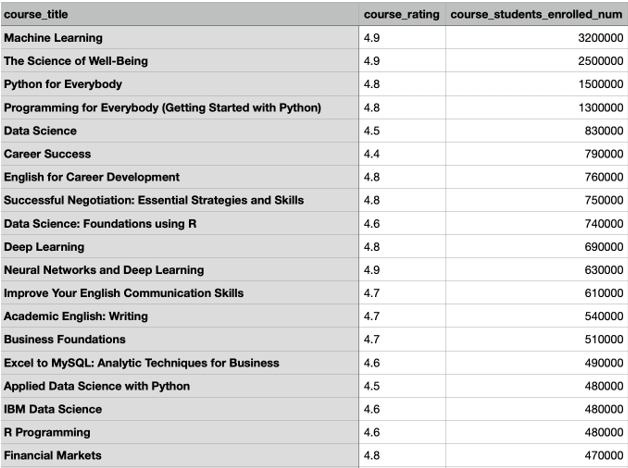 course_title course_rating course_students_enrolled_num
Machine Learning 4.9 3200000
The Science of Well-Being 4.9 2500000
Python for Everybody 4.8 1500000
Programming for Everybody (Getting Started with Python) 4.8 1300000
Data Science 4.5 830000
Career Success 4.4 790000
English for Career Development 4.8 760000
Successful Negotiation: Essential Strategies and Skills 4.8 750000
Data Science: Foundations using R 4.6 740000
Deep Learning 4.8 690000
Neural Networks and Deep Learning 4.9 630000
Improve Your English Communication Skills 4.7 610000
Academic English: Writing 4.7 540000
Business Foundations 4.7 510000
Excel to MySQL: Analytic Techniques for Business 4.6 490000
Applied Data Science with Python 4.5 480000
IBM Data Science 4.6 480000
R Programming 4.6 480000
Financial Markets 4.8 470000